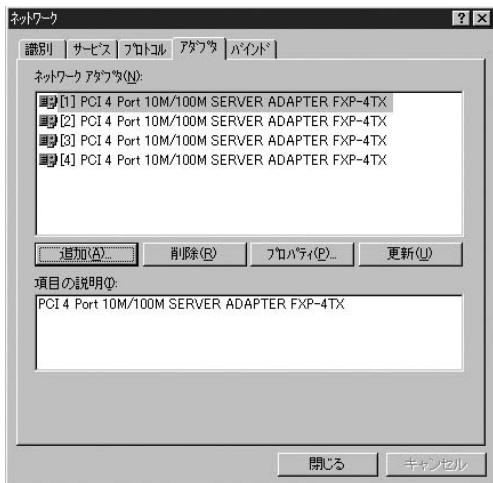 ネットワーク
識別 サービス プロトコル アダプタ バインド
ネットワーク アダプタ(N):
[1] PCI 4 Port 10M/100M SERVER ADAPTER FXP-4TX
[2] PCI 4 Port 10M/100M SERVER ADAPTER FXP-4TX
[3] PCI 4 Port 10M/100M SERVER ADAPTER FXP-4TX
[4] PCI 4 Port 10M/100M SERVER ADAPTER FXP-4TX
追加(A)... 削除(R) プロパティ(P)... 更新(U)
項目の説明(I):
PCI 4 Port 10M/100M SERVER ADAPTER FXP-4TX
閉じる キャンセル